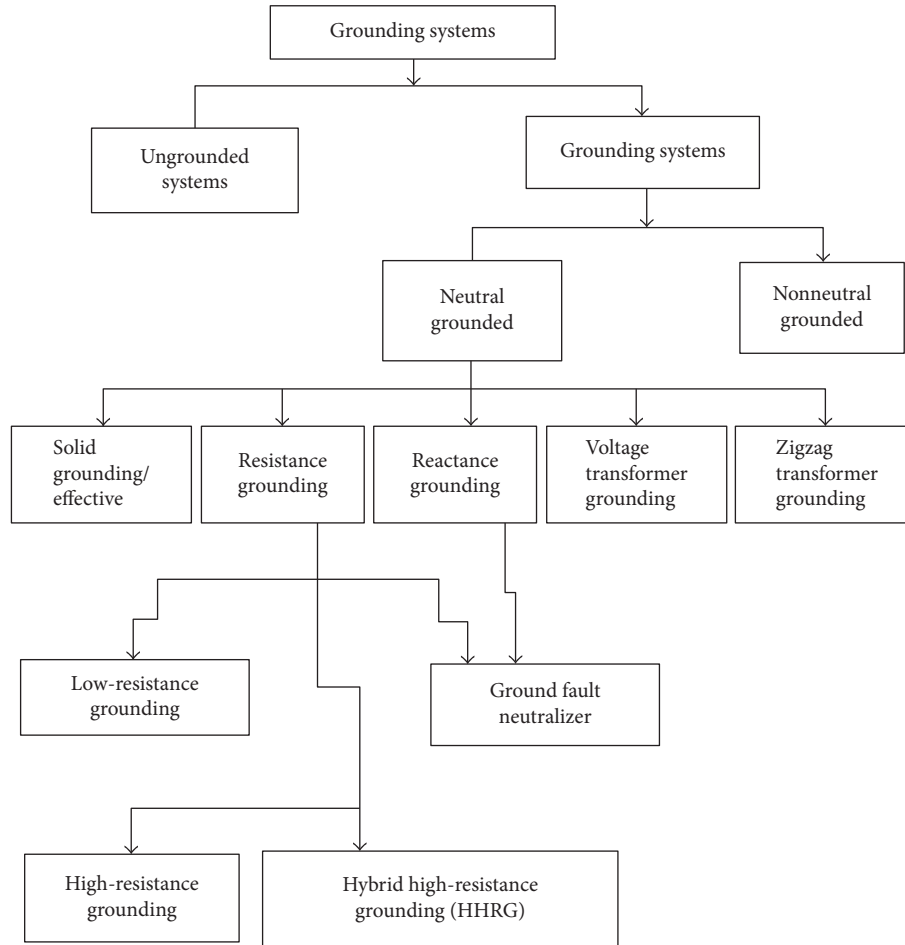 Grounding systems
Ungrounded
systems
Grounding systems
Neutral
grounded
Nonneutral
grounded
Solid
grounding/
effective
Resistance
grounding
Reactance
grounding
Voltage
transformer
grounding
Zigzag
transformer
grounding
Low-resistance
grounding
Ground fault
neutralizer
High-resistance
grounding
Hybrid high-resistance
grounding (HHRG)